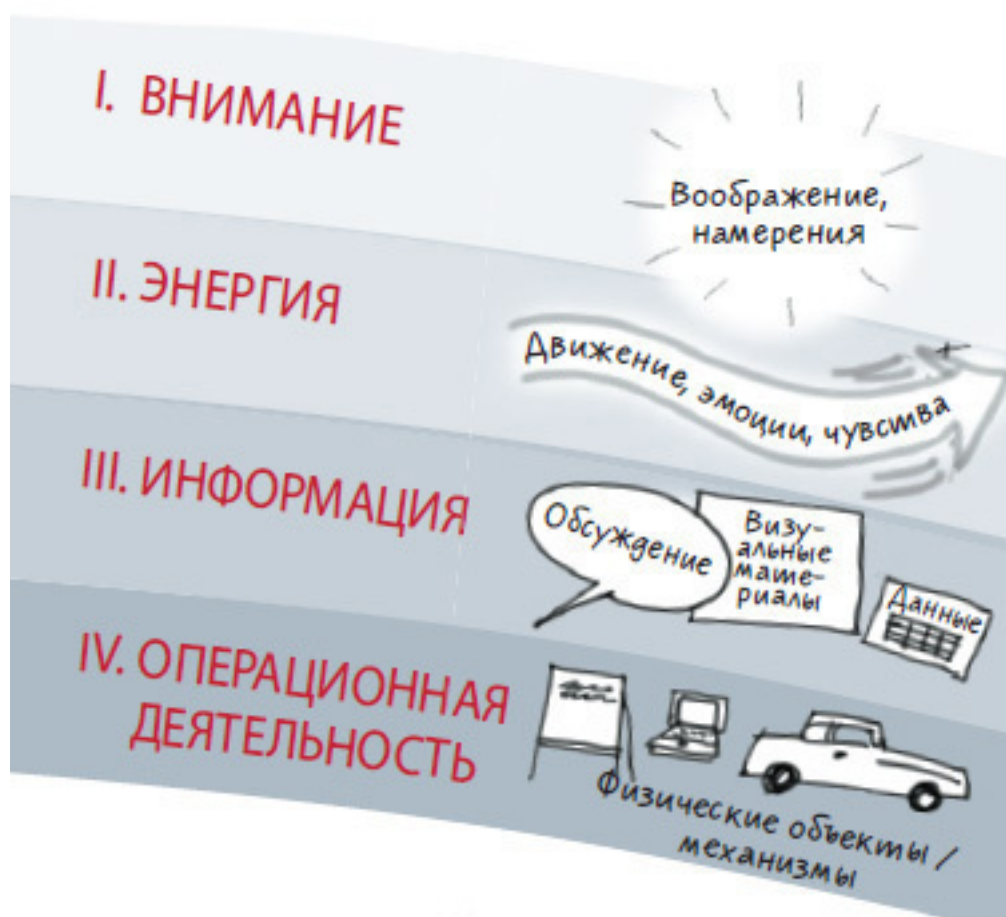 I. ВНИМАНИЕ
Воображение,
намерения
II. ЭНЕРГИЯ
Движение, эмоции, чувства
III. ИНФОРМАЦИЯ
Обсуждение
Визу-
альные
мате-
риалы
Данные
IV. ОПЕРАЦИОННАЯ
ДЕЯТЕЛЬНОСТЬ
Физические объекты /
механизмы